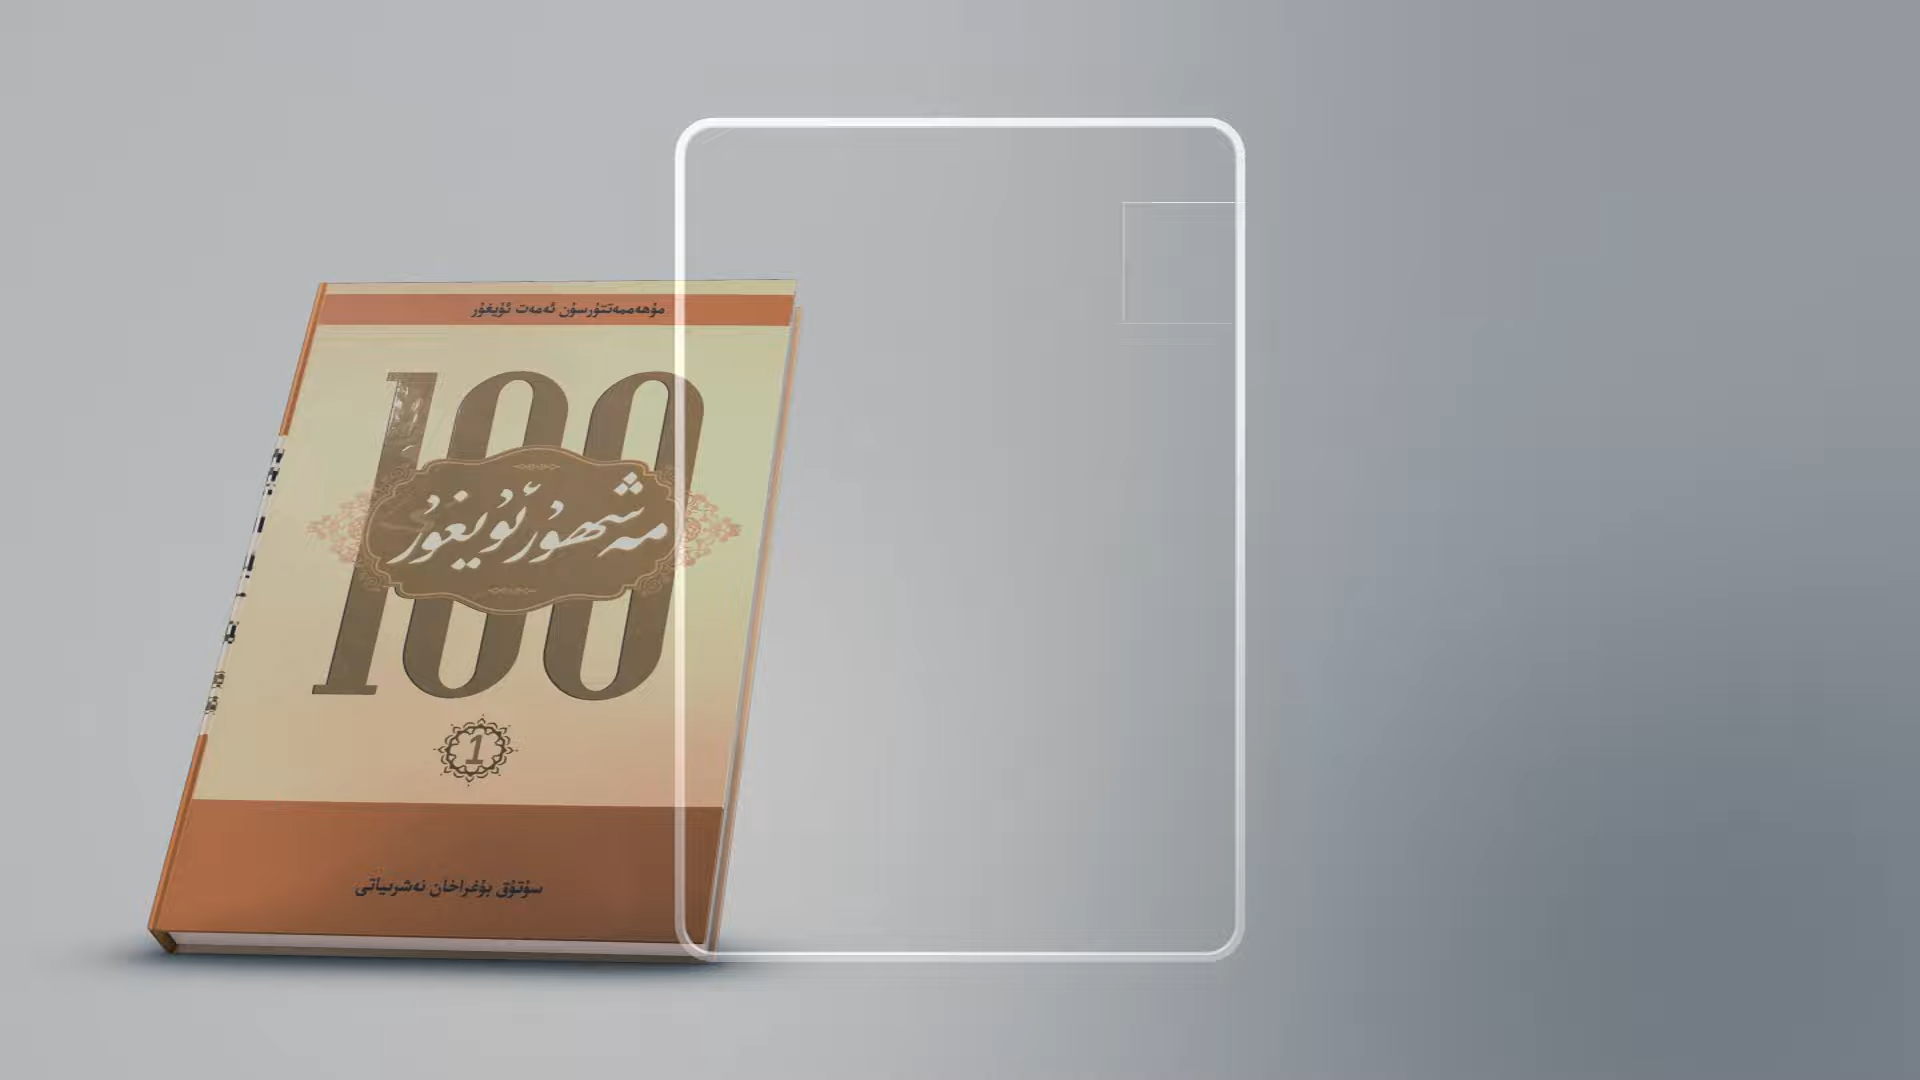 مۇھەممەتتۇرسۇن ئەمەت ئۇيغۇر
100
مەشھۇر ئۇيغۇر
1
سۇتۇق بۇغراخان نەشرىياتى